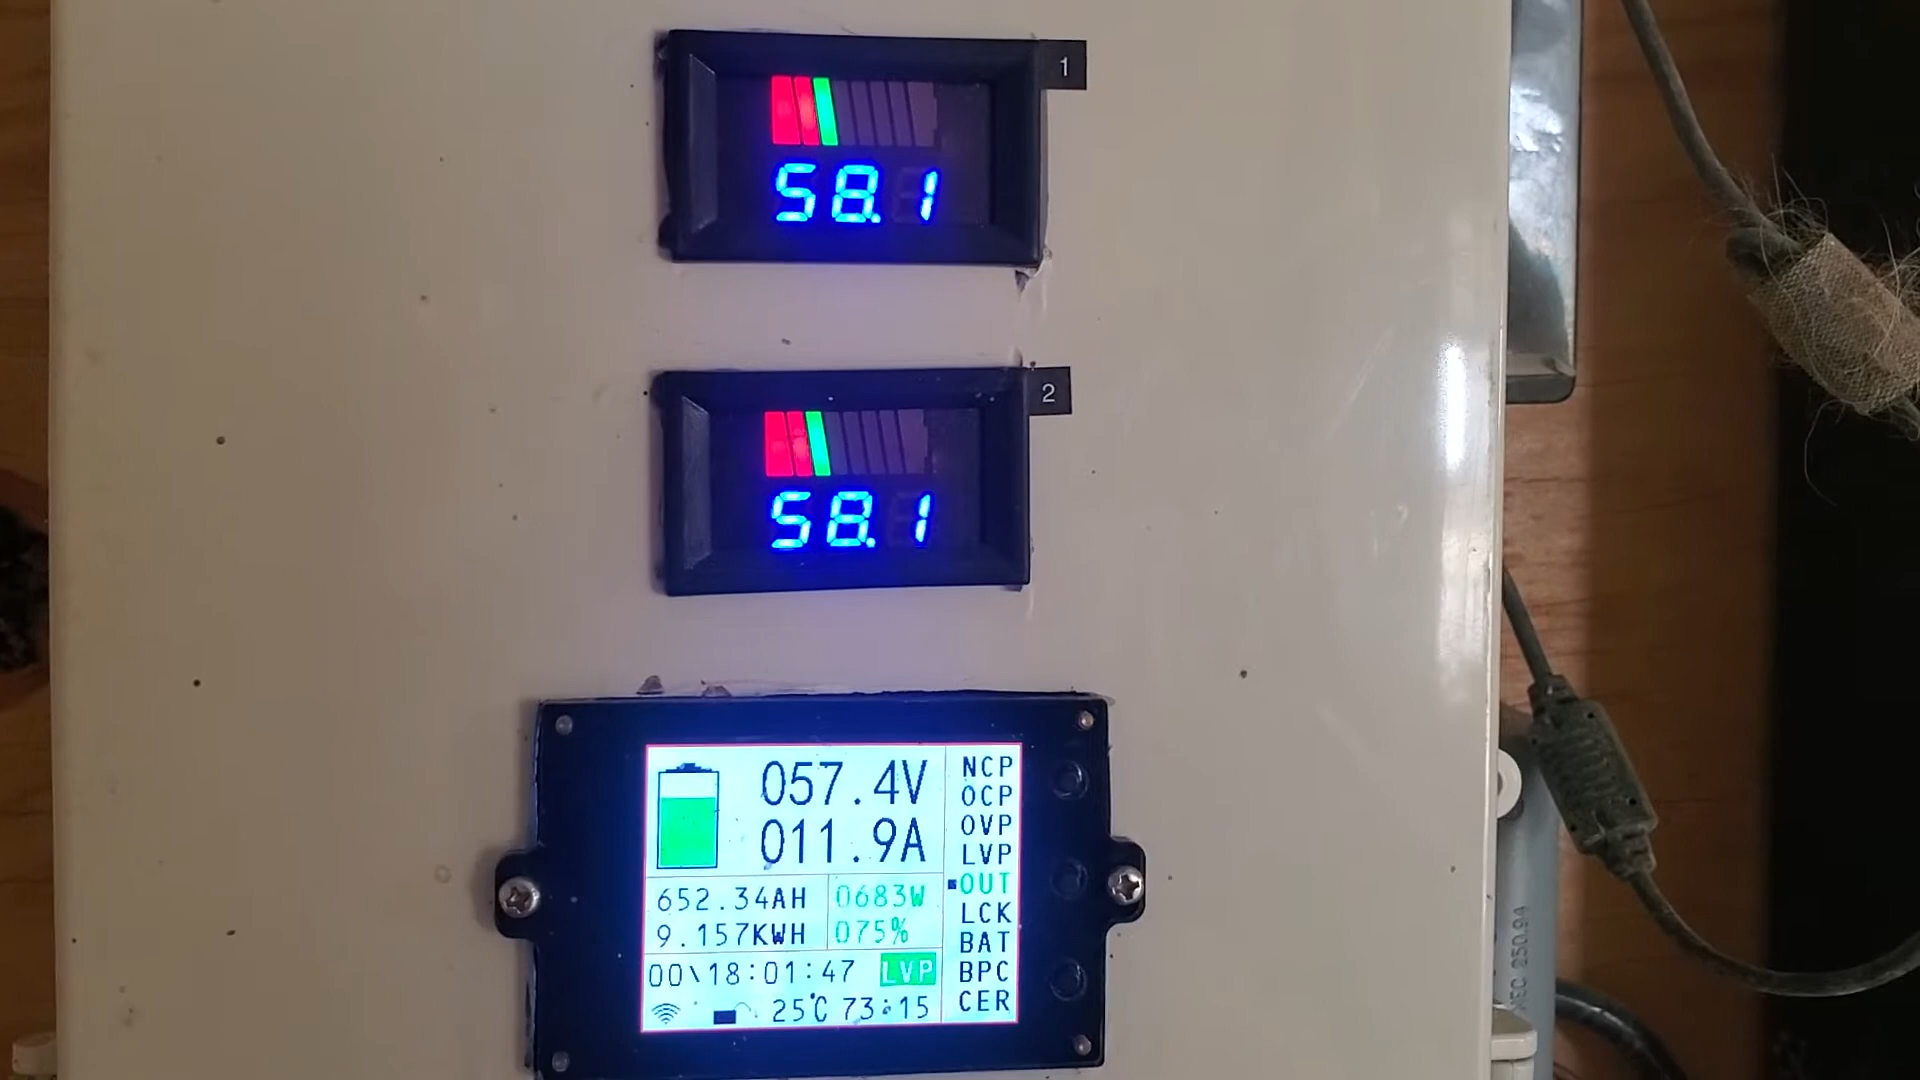 1
58.1
2
58.1
057.4V
011.9A
652.34AH
0683W
9.157KWH
075%
00\18:01:47
LVP
25℃
73:15
NCP
OCP
OVP
LVP
OUT
LCK
BAT
BPC
CER